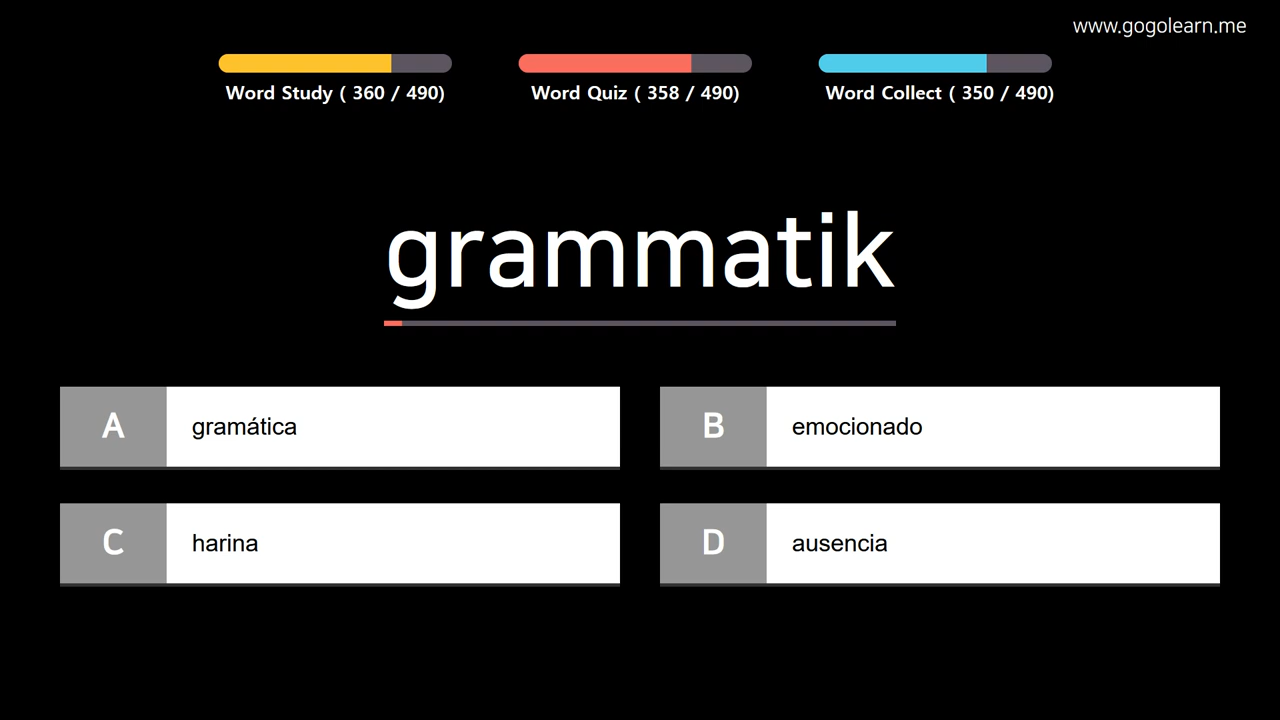 www.gogolearn.me
Word Study ( 360 / 490)
Word Quiz ( 358 / 490)
Word Collect ( 350 / 490)
grammatik
A gramática
B emocionado
C harina
D ausencia